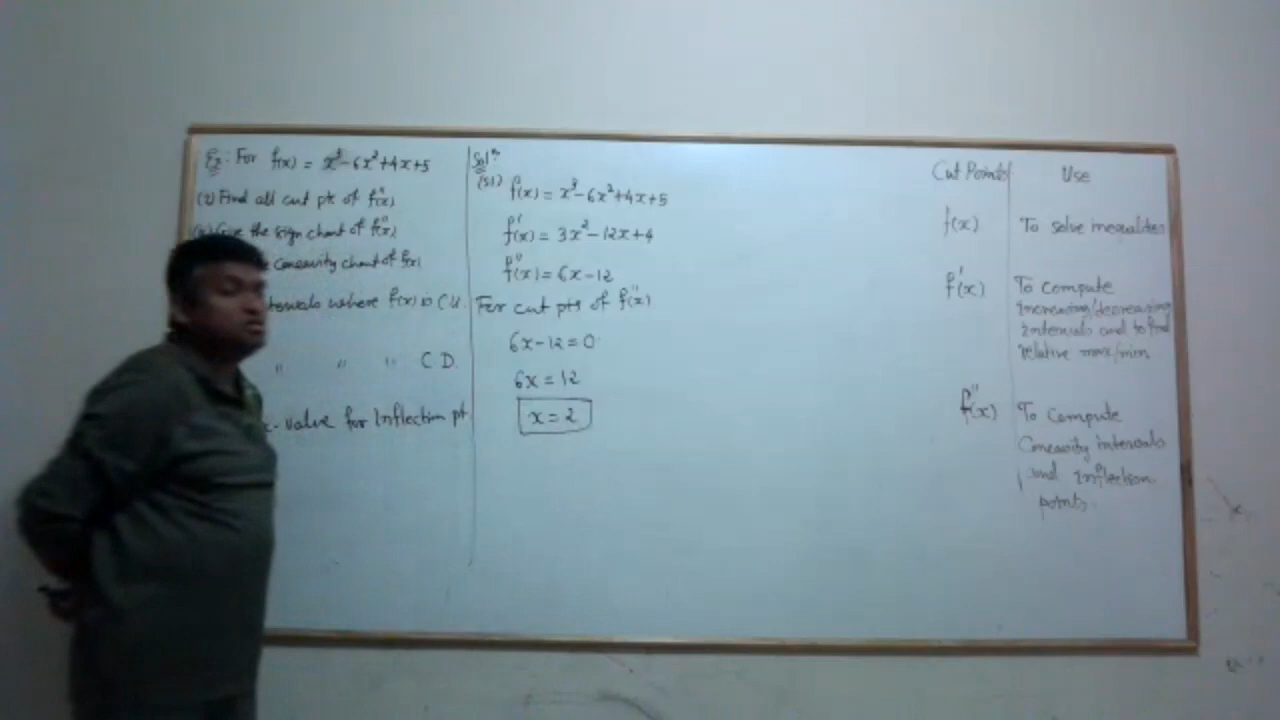 Ex: For f(x) = x³-6x²+4x+5
(1) Find all cut pts of f''(x)
Give the sign chart of f''(x)
concavity chart of f(x)
where f(x) is C.U.
" " " C.D.
x-value for Inflection pt
Solⁿ
(S1) f(x) = x³-6x²+4x+5
f'(x) = 3x²-12x+4
f''(x) = 6x-12
For cut pts of f''(x)
6x-12=0
6x=12
x=2
Cut Points Use
f(x) To solve inequalities
f'(x) To compute
increasing/decreasing
intervals and to find
relative max/min
f''(x) To compute
Concavity intervals
and inflection
points.